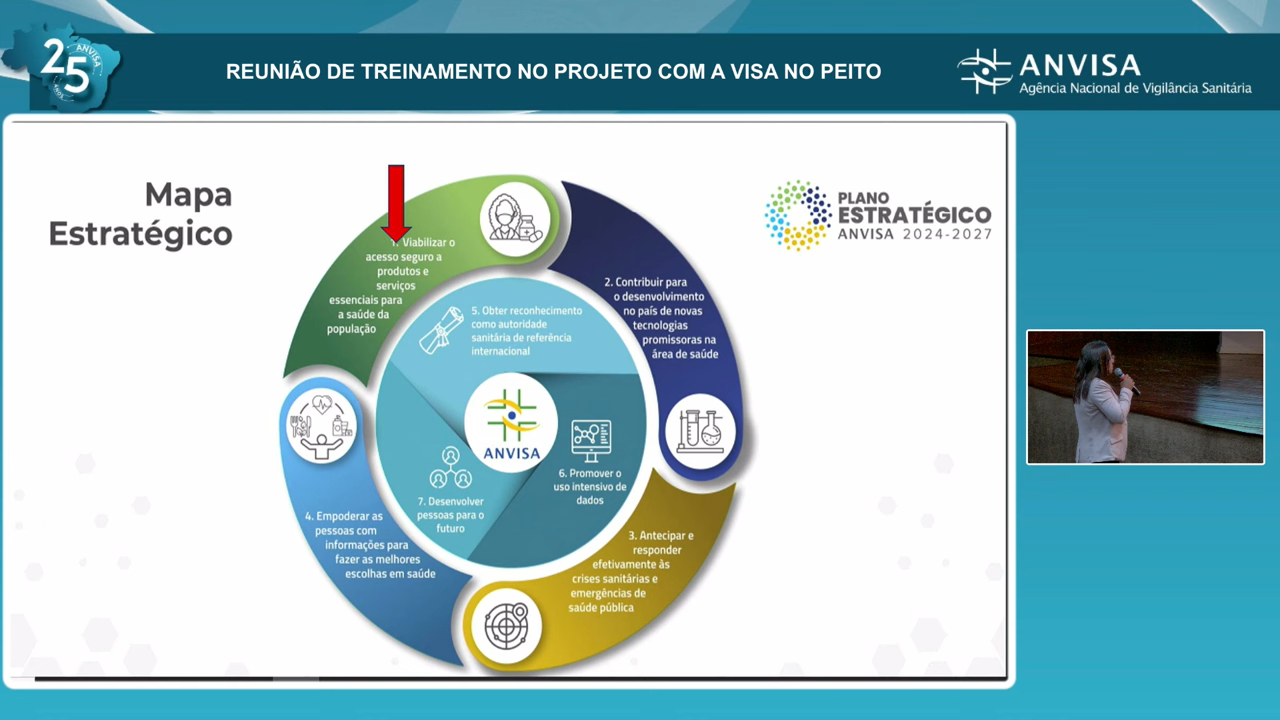 25
ANVISA
REUNIÃO DE TREINAMENTO NO PROJETO COM A VISA NO PEITO
ANVISA
Agência Nacional de Vigilância Sanitária
Mapa
Estratégico
PLANO
ESTRATÉGICO
ANVISA 2024-2027
1. Viabilizar o
acesso seguro a
produtos e
serviços
essenciais para
a saúde da
população
2. Contribuir para
o desenvolvimento
no país de novas
tecnologias
promissoras na
área de saúde
5. Obter reconhecimento
como autoridade
sanitária de referência
internacional
ANVISA
6. Promover o
uso intensivo de
dados
7. Desenvolver
pessoas para o
futuro
4. Empoderar as
pessoas com
informações para
fazer as melhores
escolhas em saúde
3. Antecipar e
responder
efetivamente às
crises sanitárias e
emergências de
saúde pública